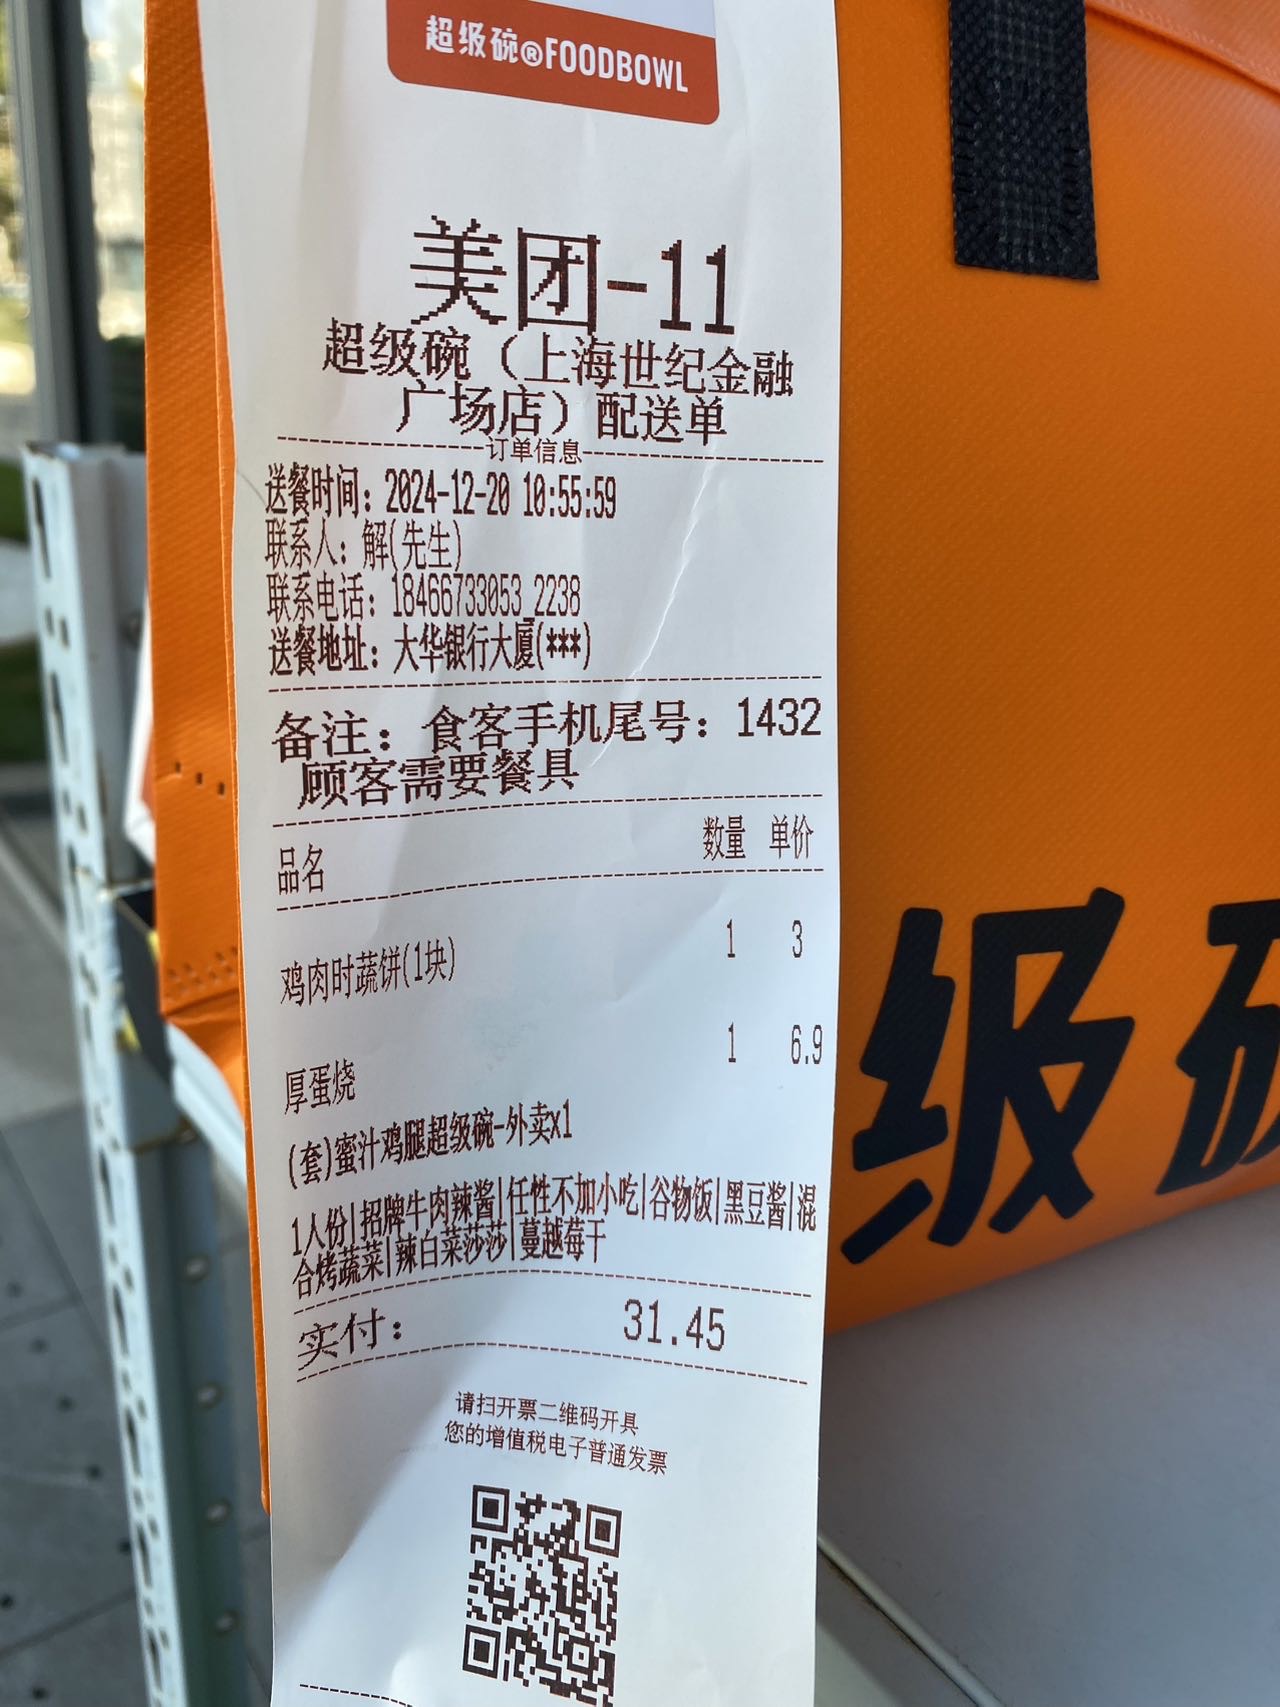 超级碗®FOODBOWL
美团-11
超级碗（上海世纪金融
广场店）配送单
订单信息
送餐时间：2024-12-20 10:55:59
联系人：解(先生)
联系电话：18466733053_2238
送餐地址：大华银行大厦(***)
备注：食客手机尾号：1432
顾客需要餐具
品名 数量 单价
鸡肉时蔬饼(1块) 1 3
厚蛋烧 1 6.9
(套)蜜汁鸡腿超级碗-外卖x1
1人份|招牌牛肉辣酱|任性不加小吃|谷物饭|黑豆酱|混
合烤蔬菜|辣白菜莎莎|蔓越莓干
实付： 31.45
请扫开票二维码开具
您的增值税电子普通发票
级碗